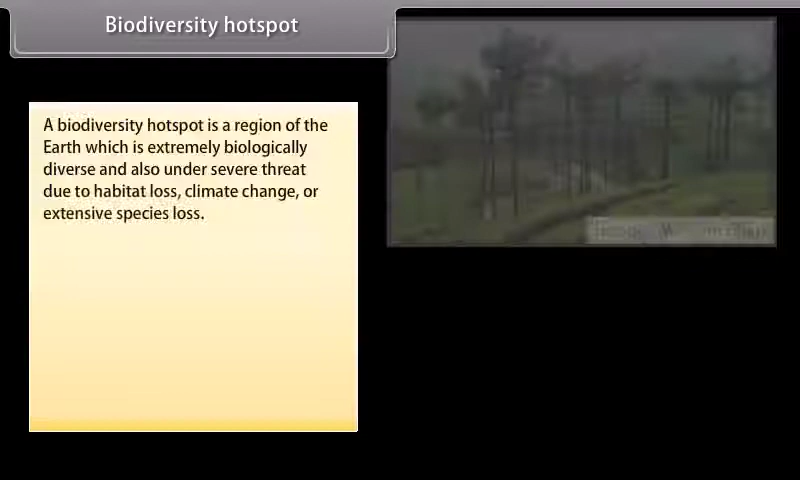 Biodiversity hotspot
A biodiversity hotspot is a region of the
Earth which is extremely biologically
diverse and also under severe threat
due to habitat loss, climate change, or
extensive species loss.